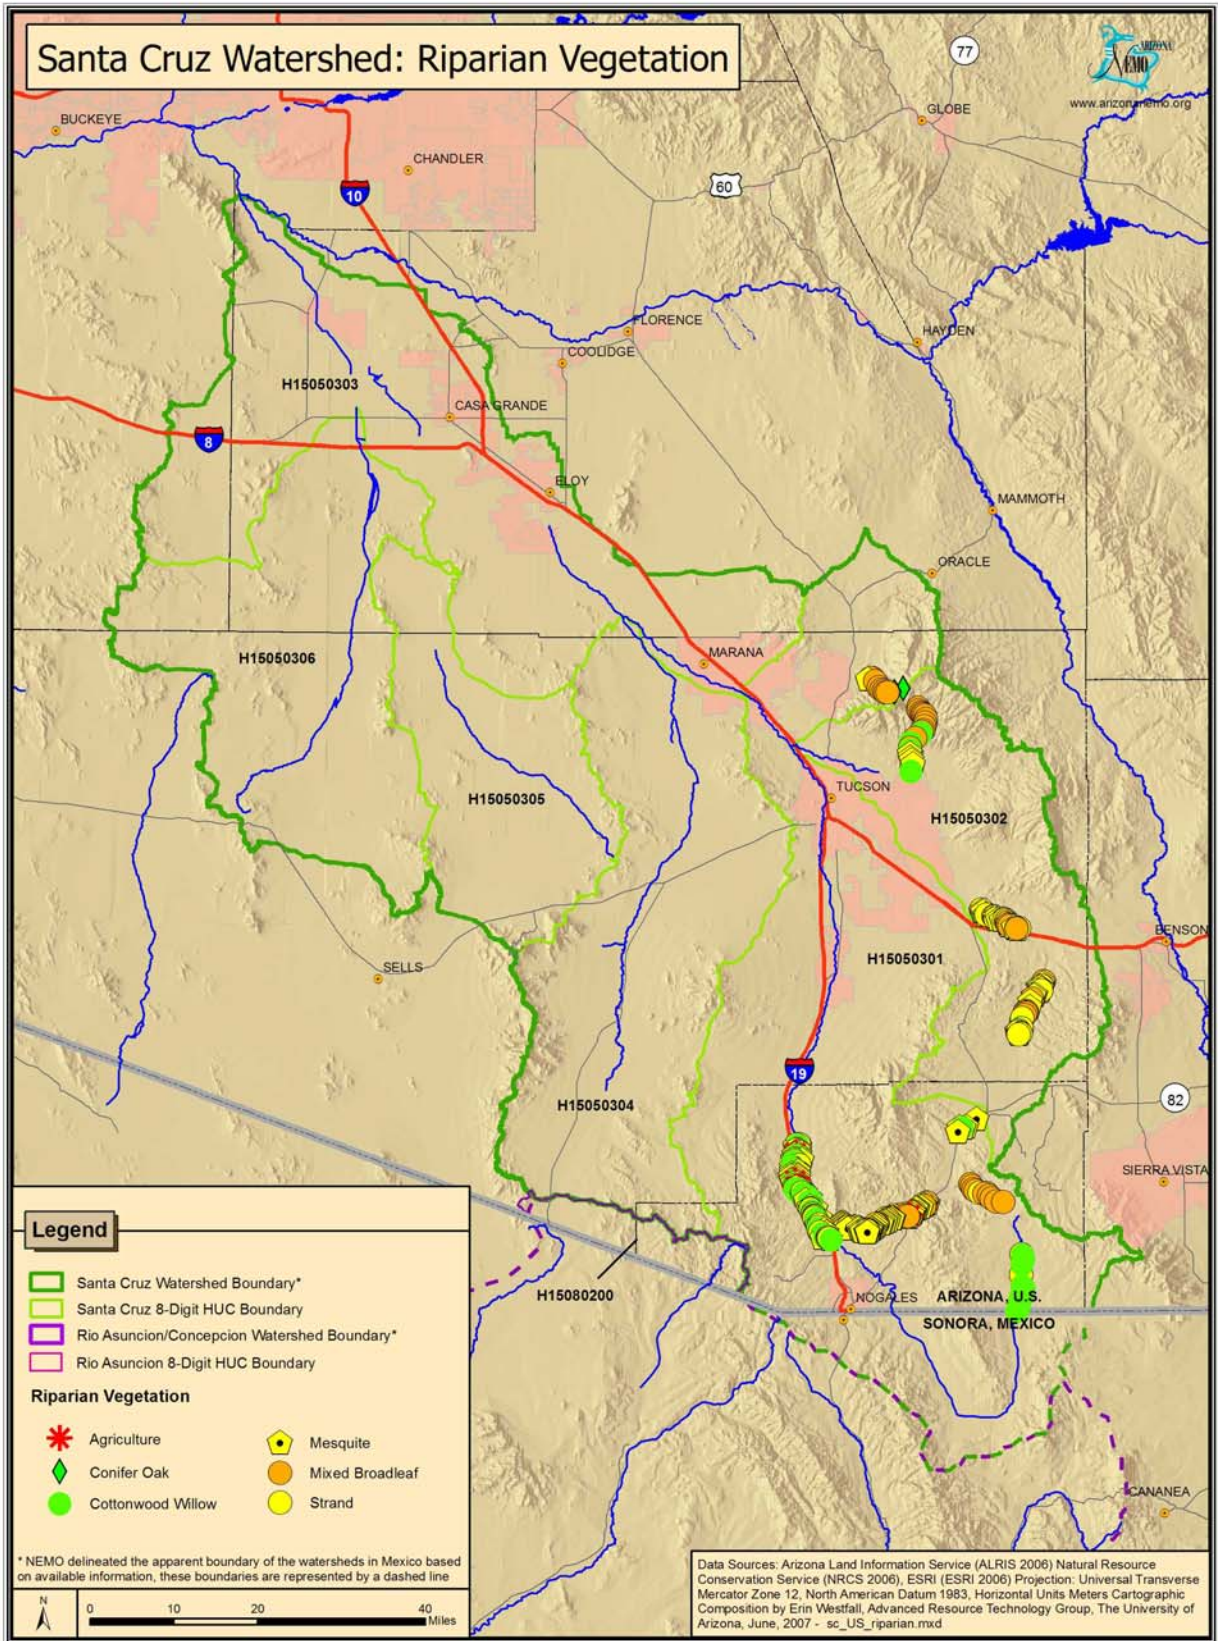 Santa Cruz Watershed: Riparian Vegetation
ARIZONA
NEMO
www.arizonanemo.org
77
BUCKEYE
GLOBE
CHANDLER
60
10
FLORENCE
HAYDEN
COOLIDGE
H15050303
CASA GRANDE
8
ELOY
MAMMOTH
ORACLE
H15050306
MARANA
H15050305
TUCSON
H15050302
BENSON
H15050301
SELLS
19
82
H15050304
SIERRA VISTA
H15080200
NOGALES
ARIZONA, U.S.
SONORA, MEXICO
CANANEA
Legend
Santa Cruz Watershed Boundary*
Santa Cruz 8-Digit HUC Boundary
Rio Asuncion/Concepcion Watershed Boundary*
Rio Asuncion 8-Digit HUC Boundary
Riparian Vegetation
Agriculture
Mesquite
Conifer Oak
Mixed Broadleaf
Cottonwood Willow
Strand
* NEMO delineated the apparent boundary of the watersheds in Mexico based
on available information, these boundaries are represented by a dashed line
N
0 10 20 40
Miles
Data Sources: Arizona Land Information Service (ALRIS 2006) Natural Resource
Conservation Service (NRCS 2006), ESRI (ESRI 2006) Projection: Universal Transverse
Mercator Zone 12, North American Datum 1983, Horizontal Units Meters Cartographic
Composition by Erin Westfall, Advanced Resource Technology Group, The University of
Arizona, June, 2007 - sc_US_riparian.mxd